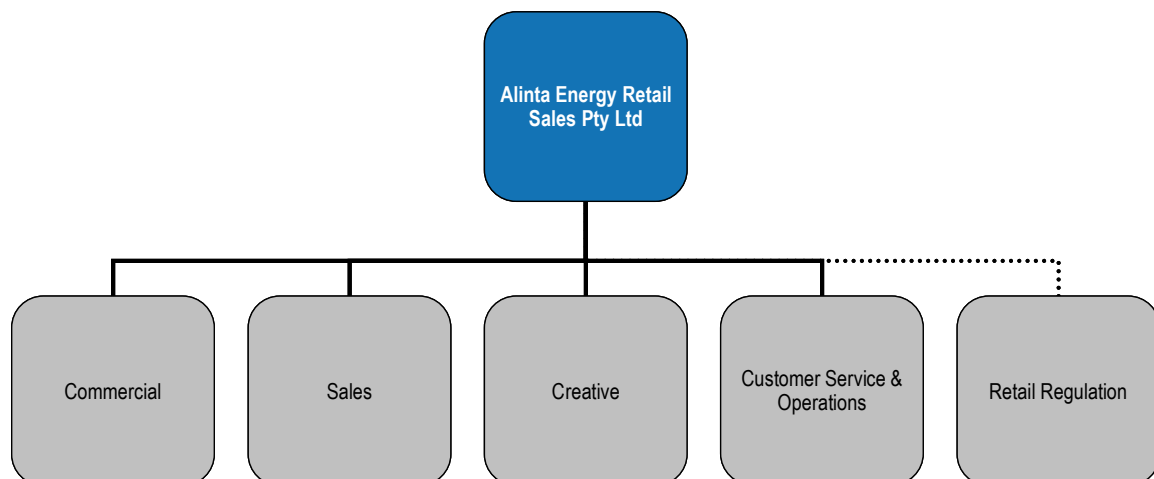 Alinta Energy Retail
Sales Pty Ltd
Commercial
Sales
Creative
Customer Service &
Operations
Retail Regulation